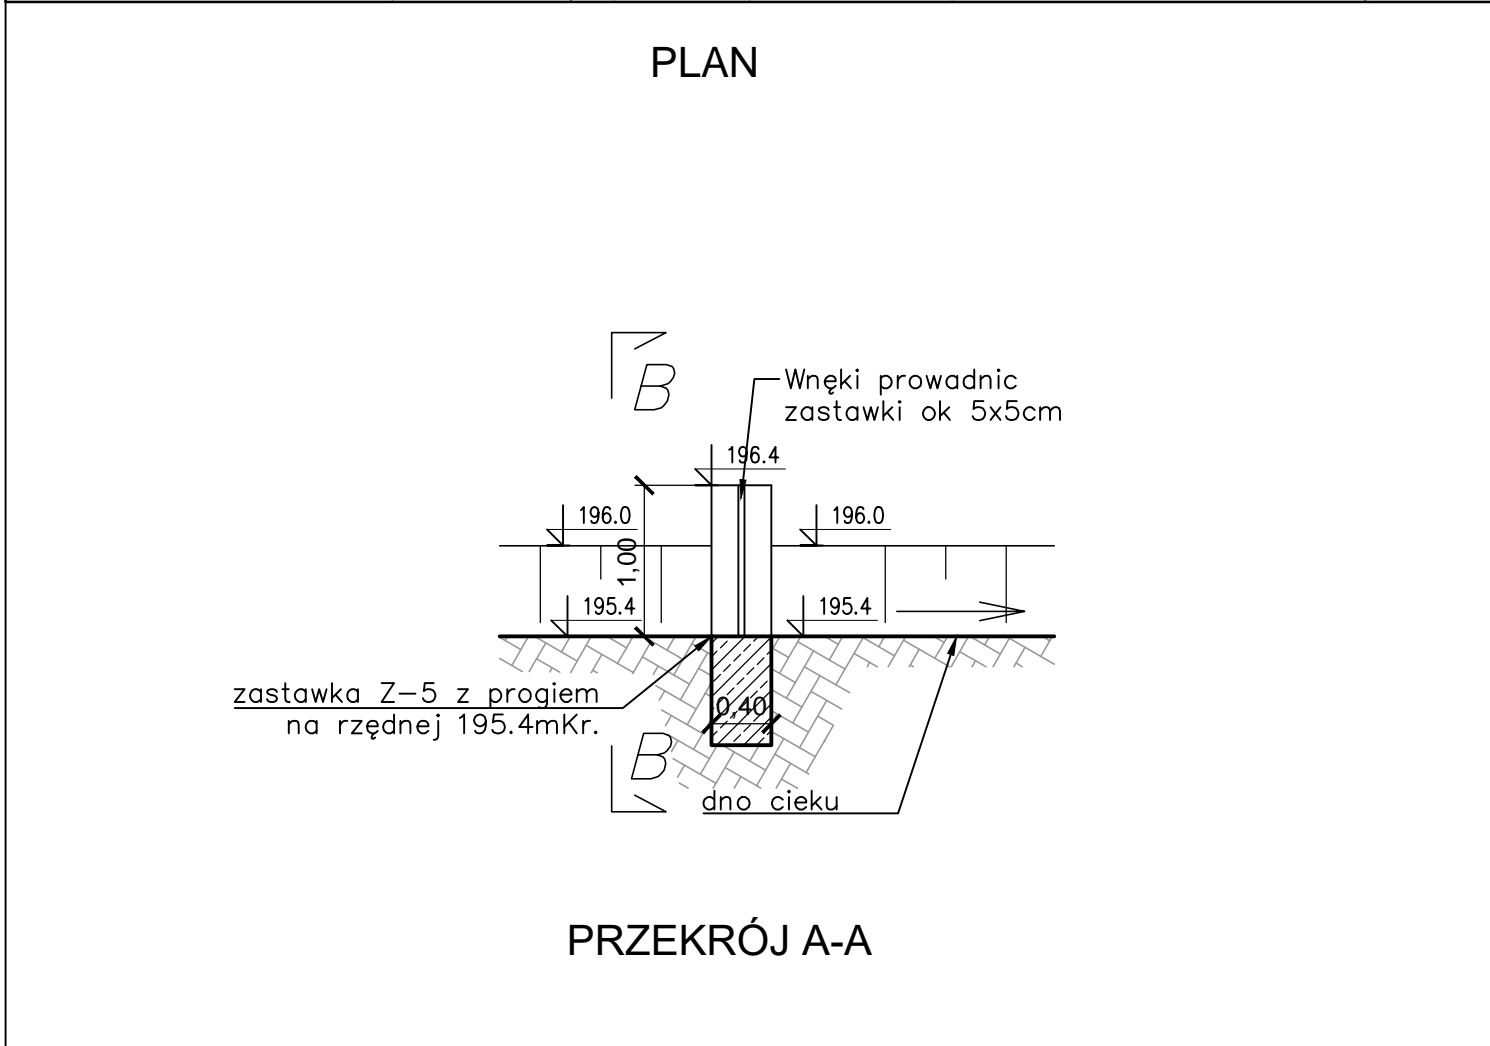 PLAN
B
Wnęki prowadnic
zastawki ok 5x5cm
196.4
196.0
196.0
1,00
195.4
195.4
zastawka Z-5 z progiem
na rzędnej 195.4mKr.
0,40
B
dno cieku
PRZEKRÓJ A-A